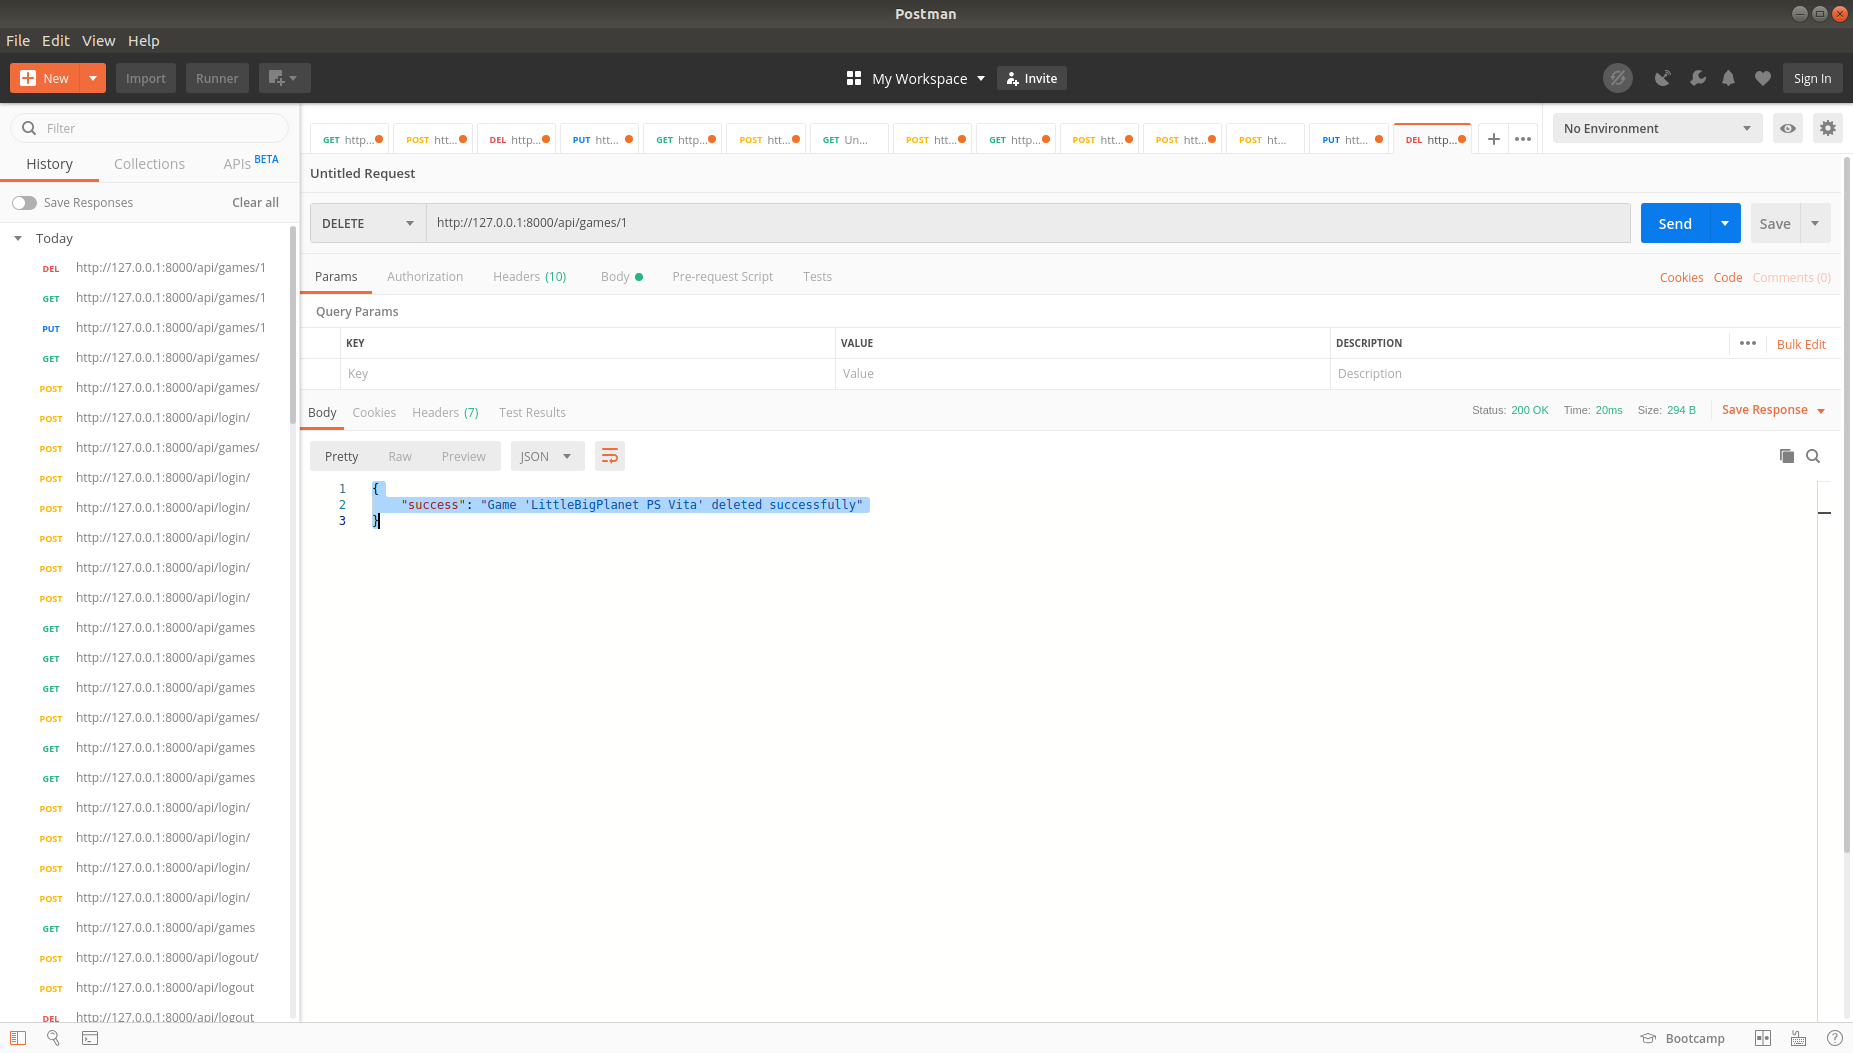 Postman
File Edit View Help
New Import Runner My Workspace Invite Sign In
Filter
History Collections APIs BETA
Save Responses Clear all
Today
DEL http://127.0.0.1:8000/api/games/1
GET http://127.0.0.1:8000/api/games/1
PUT http://127.0.0.1:8000/api/games/1
GET http://127.0.0.1:8000/api/games/
POST http://127.0.0.1:8000/api/games/
POST http://127.0.0.1:8000/api/login/
POST http://127.0.0.1:8000/api/games/
POST http://127.0.0.1:8000/api/login/
POST http://127.0.0.1:8000/api/login/
POST http://127.0.0.1:8000/api/login/
POST http://127.0.0.1:8000/api/login/
POST http://127.0.0.1:8000/api/login/
GET http://127.0.0.1:8000/api/games
GET http://127.0.0.1:8000/api/games
GET http://127.0.0.1:8000/api/games
POST http://127.0.0.1:8000/api/games/
GET http://127.0.0.1:8000/api/games
GET http://127.0.0.1:8000/api/games
POST http://127.0.0.1:8000/api/login/
POST http://127.0.0.1:8000/api/login/
POST http://127.0.0.1:8000/api/login/
POST http://127.0.0.1:8000/api/login/
GET http://127.0.0.1:8000/api/games
POST http://127.0.0.1:8000/api/logout/
POST http://127.0.0.1:8000/api/logout
DEL http://127.0.0.1:8000/api/logout
GET http... POST htt... DEL http... PUT htt... GET http... POST htt... GET Un... POST htt... GET http... POST htt... POST htt... POST ht... PUT htt... DEL http... + ••• No Environment
Untitled Request
DELETE http://127.0.0.1:8000/api/games/1 Send Save
Params Authorization Headers (10) Body Pre-request Script Tests Cookies Code Comments (0)
Query Params
KEY VALUE DESCRIPTION ••• Bulk Edit
Key Value Description
Body Cookies Headers (7) Test Results Status: 200 OK Time: 20ms Size: 294 B Save Response
Pretty Raw Preview JSON
1 {
2 "success": "Game 'LittleBigPlanet PS Vita' deleted successfully"
3 }
Bootcamp